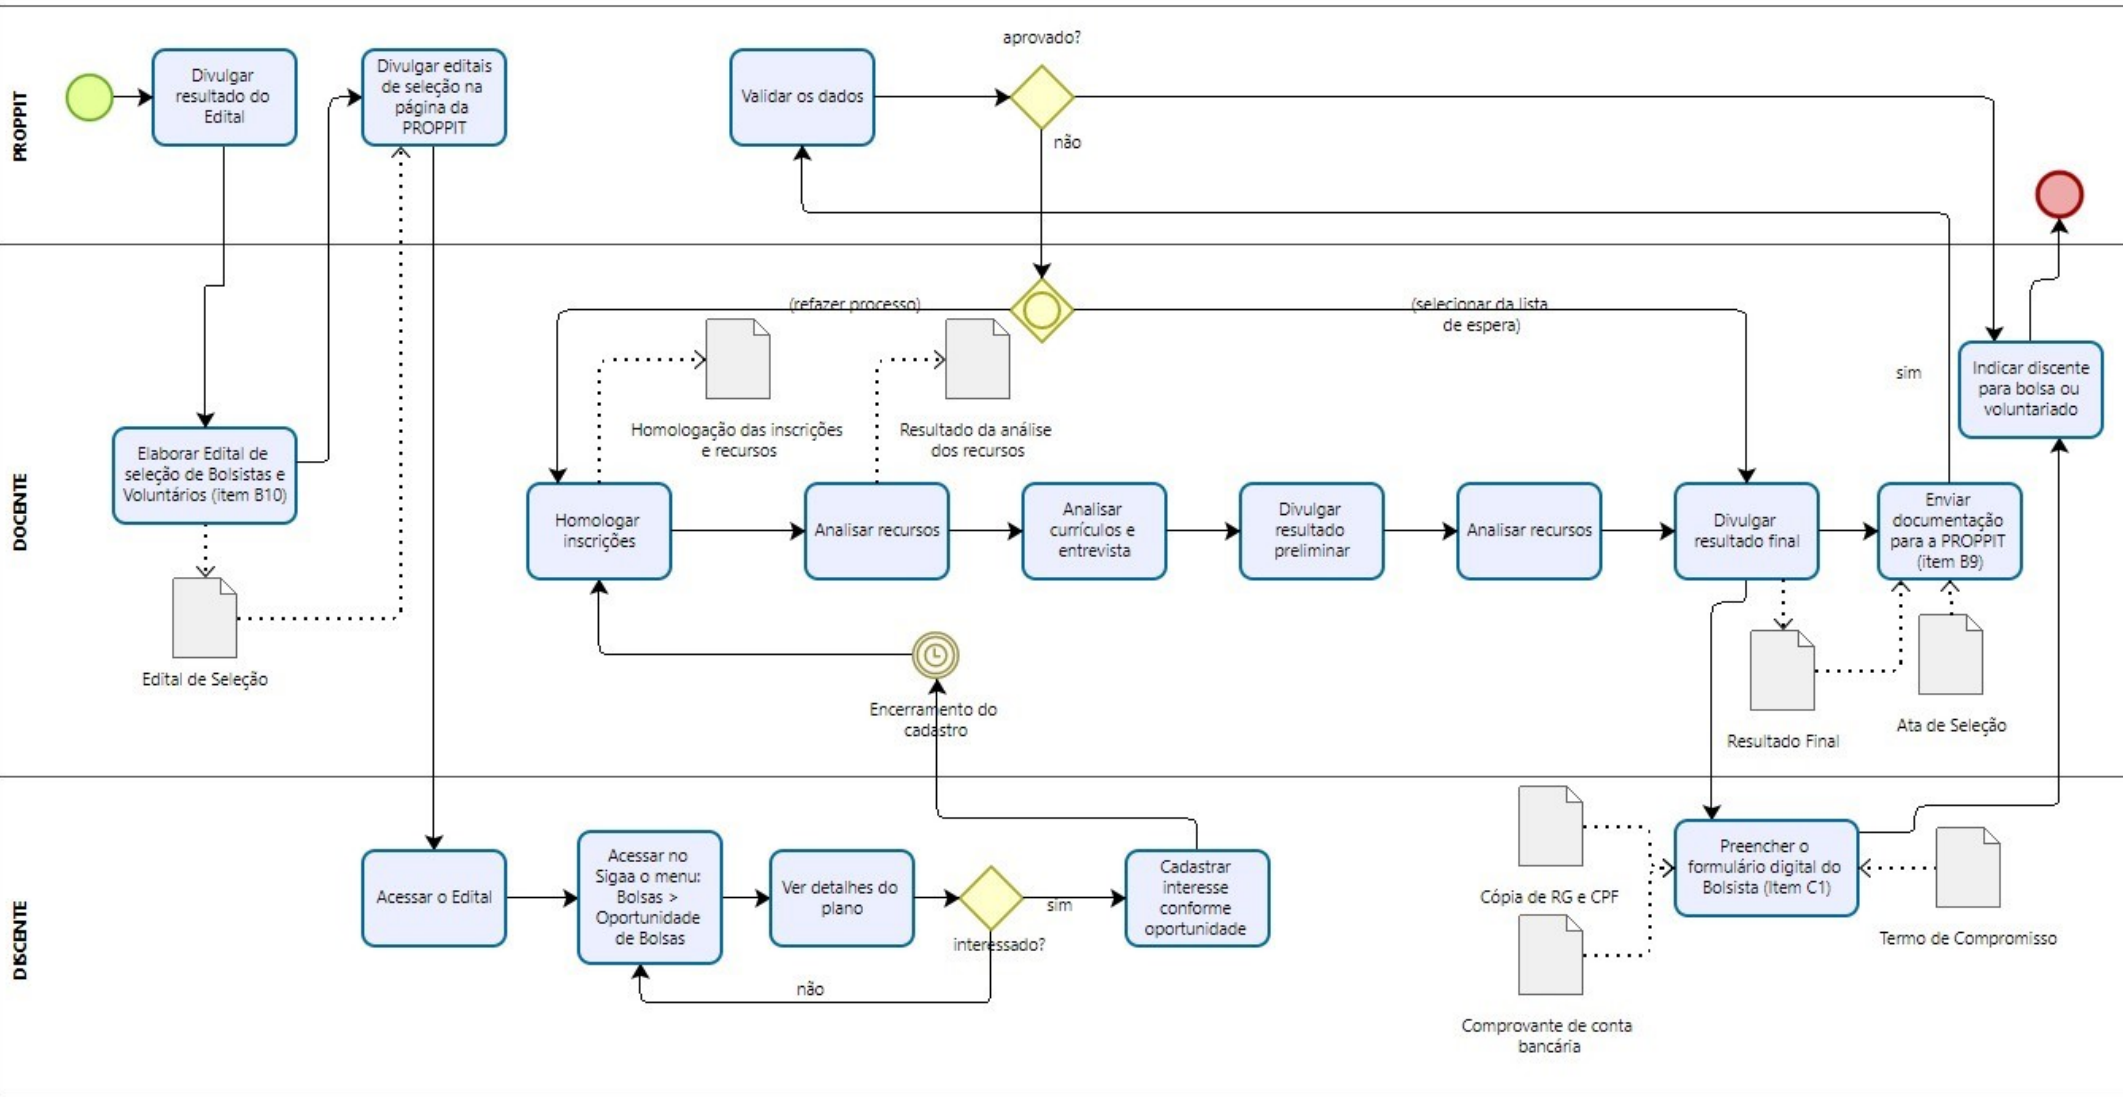 PROPPIT
Divulgar
resultado do
Edital
Divulgar editais
de seleção na
página da
PROPPIT
Validar os dados
aprovado?
não
DOCENTE
Elaborar Edital de
seleção de Bolsistas e
Voluntários (item B10)
Edital de Seleção
(refazer processo)
(selecionar da lista
de espera)
Homologação das inscrições
e recursos
Resultado da análise
dos recursos
sim
Indicar discente
para bolsa ou
voluntariado
Homologar
inscrições
Analisar recursos
Analisar
currículos e
entrevista
Divulgar
resultado
preliminar
Analisar recursos
Divulgar
resultado final
Enviar
documentação
para a PROPPIT
(item B9)
Encerramento do
cadastro
Resultado Final
Ata de Seleção
DISCENTE
Acessar o Edital
Acessar no
Sigaa o menu:
Bolsas >
Oportunidade
de Bolsas
Ver detalhes do
plano
interessado?
sim
não
Cadastrar
interesse
conforme
oportunidade
Cópia de RG e CPF
Comprovante de conta
bancária
Preencher o
formulário digital do
Bolsista (Item C1)
Termo de Compromisso